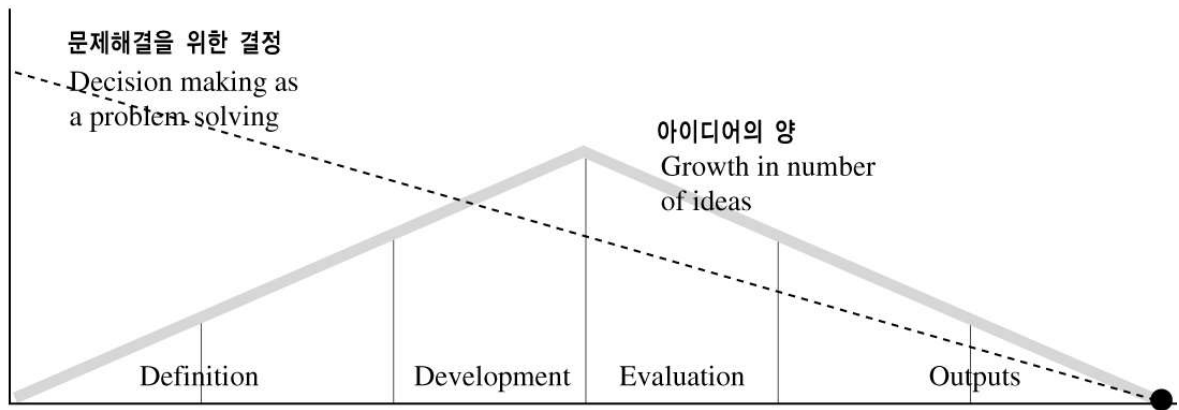 문제해결을 위한 결정
Decision making as
a problem solving
아이디어의 양
Growth in number
of ideas
Definition
Development
Evaluation
Outputs